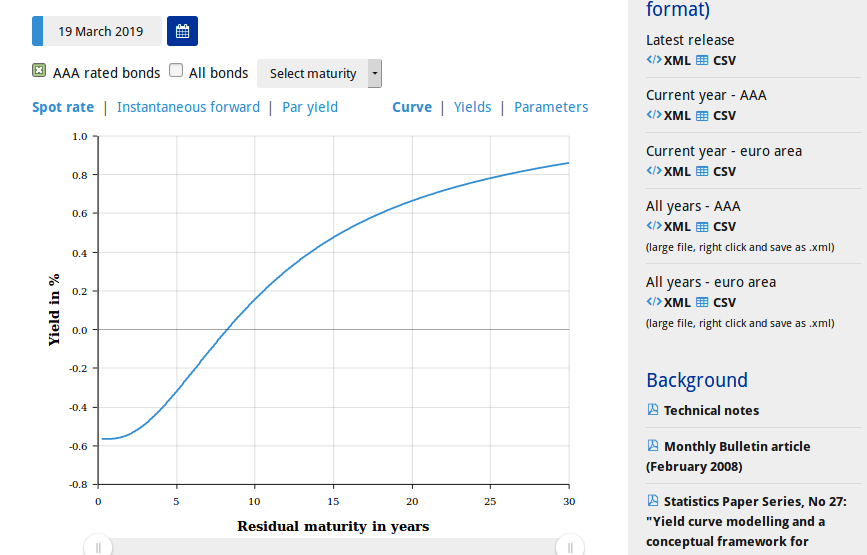 19 March 2019
AAA rated bonds All bonds Select maturity
Spot rate | Instantaneous forward | Par yield Curve | Yields | Parameters
1.0
0.8
0.6
0.4
0.2
0.0
-0.2
-0.4
-0.6
-0.8
Yield in %
0 5 10 15 20 25 30
Residual maturity in years
format)
Latest release
</> XML CSV
Current year - AAA
</> XML CSV
Current year - euro area
</> XML CSV
All years - AAA
</> XML CSV
(large file, right click and save as .xml)
All years - euro area
</> XML CSV
(large file, right click and save as .xml)
Background
Technical notes
Monthly Bulletin article
(February 2008)
Statistics Paper Series, No 27:
"Yield curve modelling and a
conceptual framework for